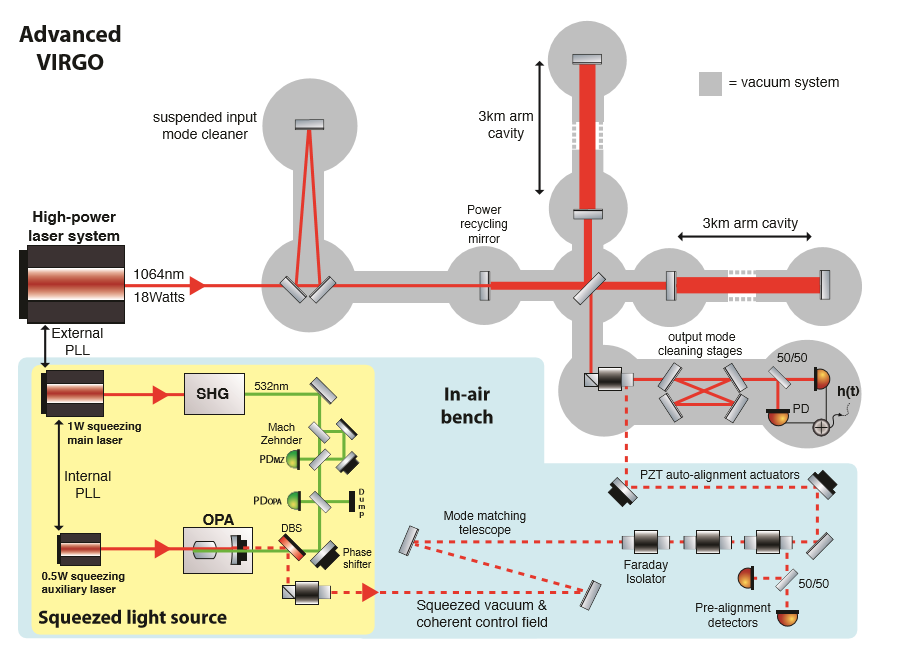 Advanced
VIRGO
= vacuum system
suspended input
mode cleaner
3km arm
cavity
High-power
laser system
Power
recycling
mirror
3km arm cavity
1064nm
18Watts
External
PLL
output mode
cleaning stages
50/50
h(t)
PD
In-air
bench
SHG
532nm
1W squeezing
main laser
Mach
Zehnder
PDMZ
Internal
PLL
PDOPA
Dump
OPA
DBS
Phase
shifter
0.5W squeezing
auxiliary laser
Squeezed light source
PZT auto-alignment actuators
Mode matching
telescope
Faraday
Isolator
50/50
Pre-alignment
detectors
Squeezed vacuum &
coherent control field